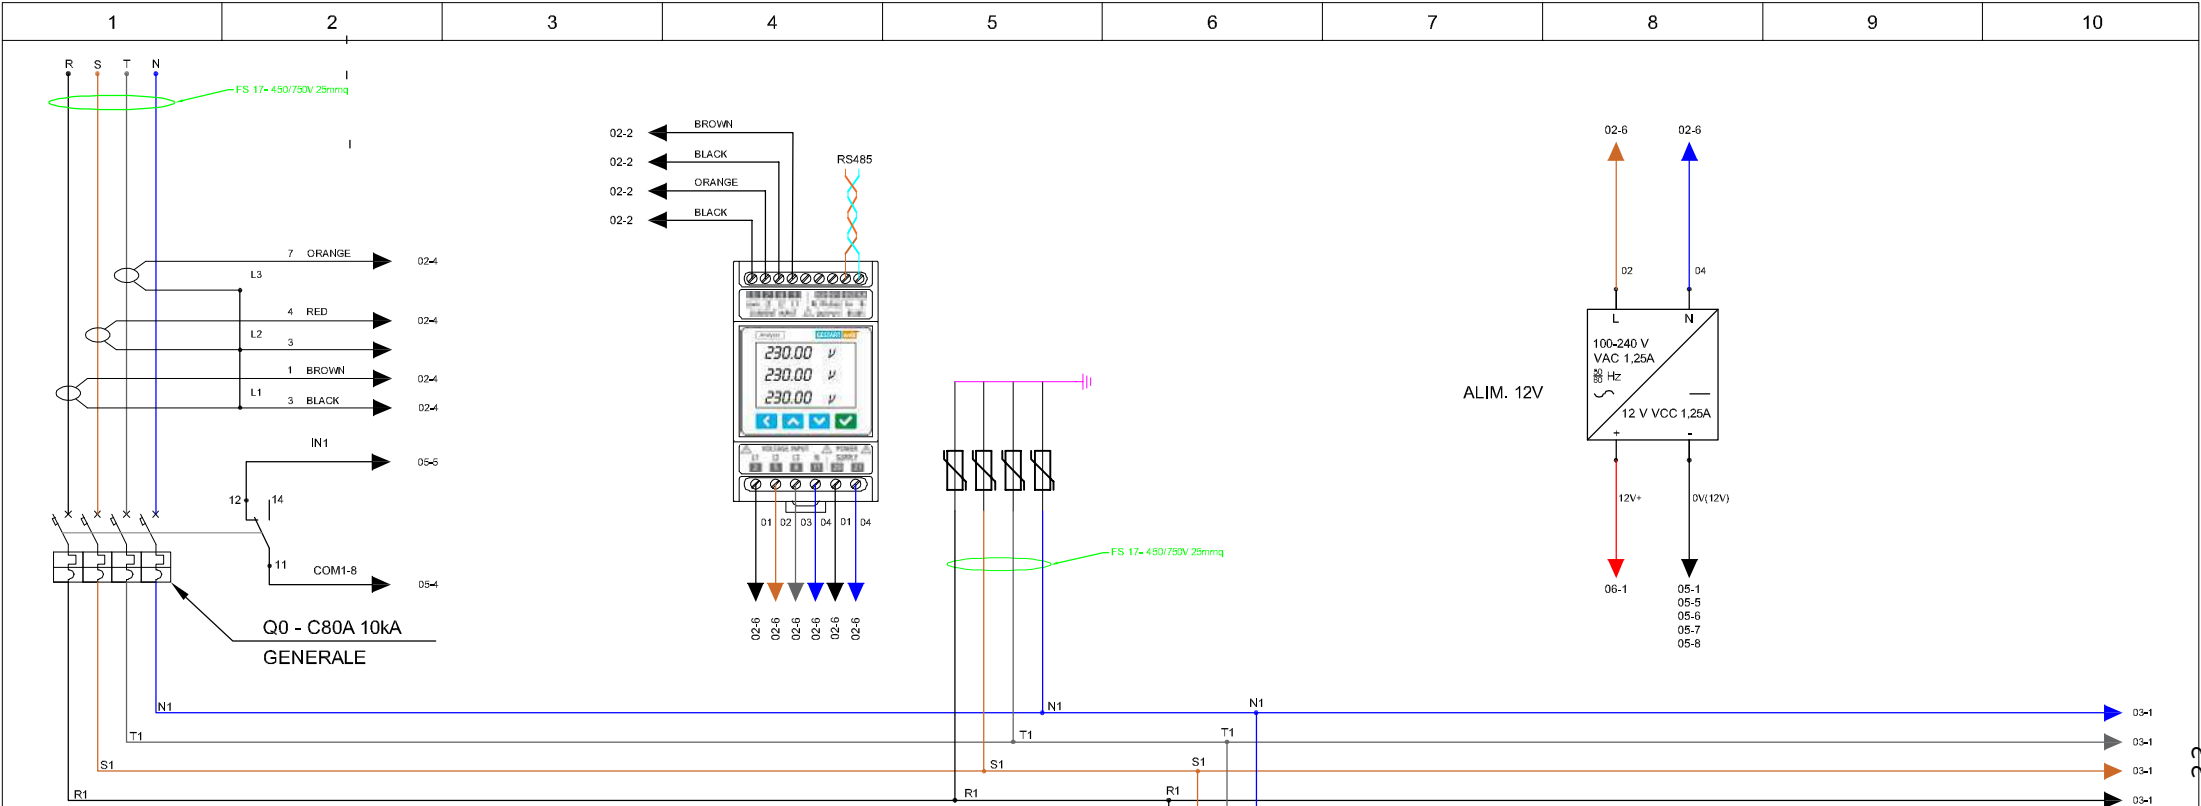 1 2 3 4 5 6 7 8 9 10
R S T N
FS 17- 450/750V 25mmq
02-2 BROWN
02-2 BLACK
02-2 ORANGE
02-2 BLACK
RS485
02-6 02-6
7 ORANGE 02-4
L3
4 RED 02-4
L2
3
1 BROWN 02-4
L1
3 BLACK 02-4
IN1
05-5
12 14
11
COM1-8
05-4
Q0 - C80A 10kA
GENERALE
230.00
230.00
230.00
VOLTAGE INPUT POWER
SUPPLY
L1 L2 L3 N
01 02 03 04 01 04
02-6 02-6 02-6 02-6 02-6 02-6
FS 17- 450/750V 25mmq
02 04
L N
100-240 V
VAC 1,25A
Hz
ALIM. 12V
12 V VCC 1,25A
+ -
12V+ 0V(12V)
06-1 05-1
05-5
05-6
05-7
05-8
N1 N1 N1 03-1
T1 T1 T1 03-1
S1 S1 S1 03-1
R1 R1 R1 03-1